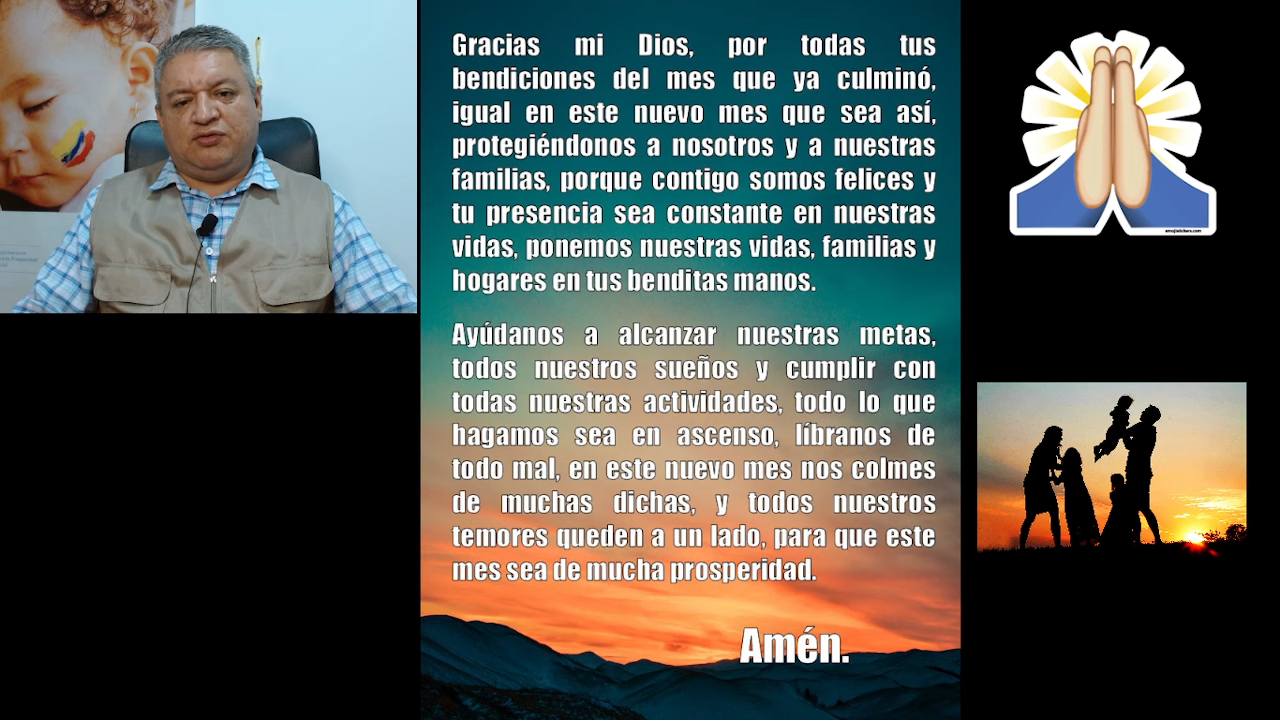 Gracias mi Dios, por todas tus
bendiciones del mes que ya culminó,
igual en este nuevo mes que sea así,
protegiéndonos a nosotros y a nuestras
familias, porque contigo somos felices y
tu presencia sea constante en nuestras
vidas, ponemos nuestras vidas, familias y
hogares en tus benditas manos.
Ayúdanos a alcanzar nuestras metas,
todos nuestros sueños y cumplir con
todas nuestras actividades, todo lo que
hagamos sea en ascenso, líbranos de
todo mal, en este nuevo mes nos colmes
de muchas dichas, y todos nuestros
temores queden a un lado, para que este
mes sea de mucha prosperidad.
Amén.